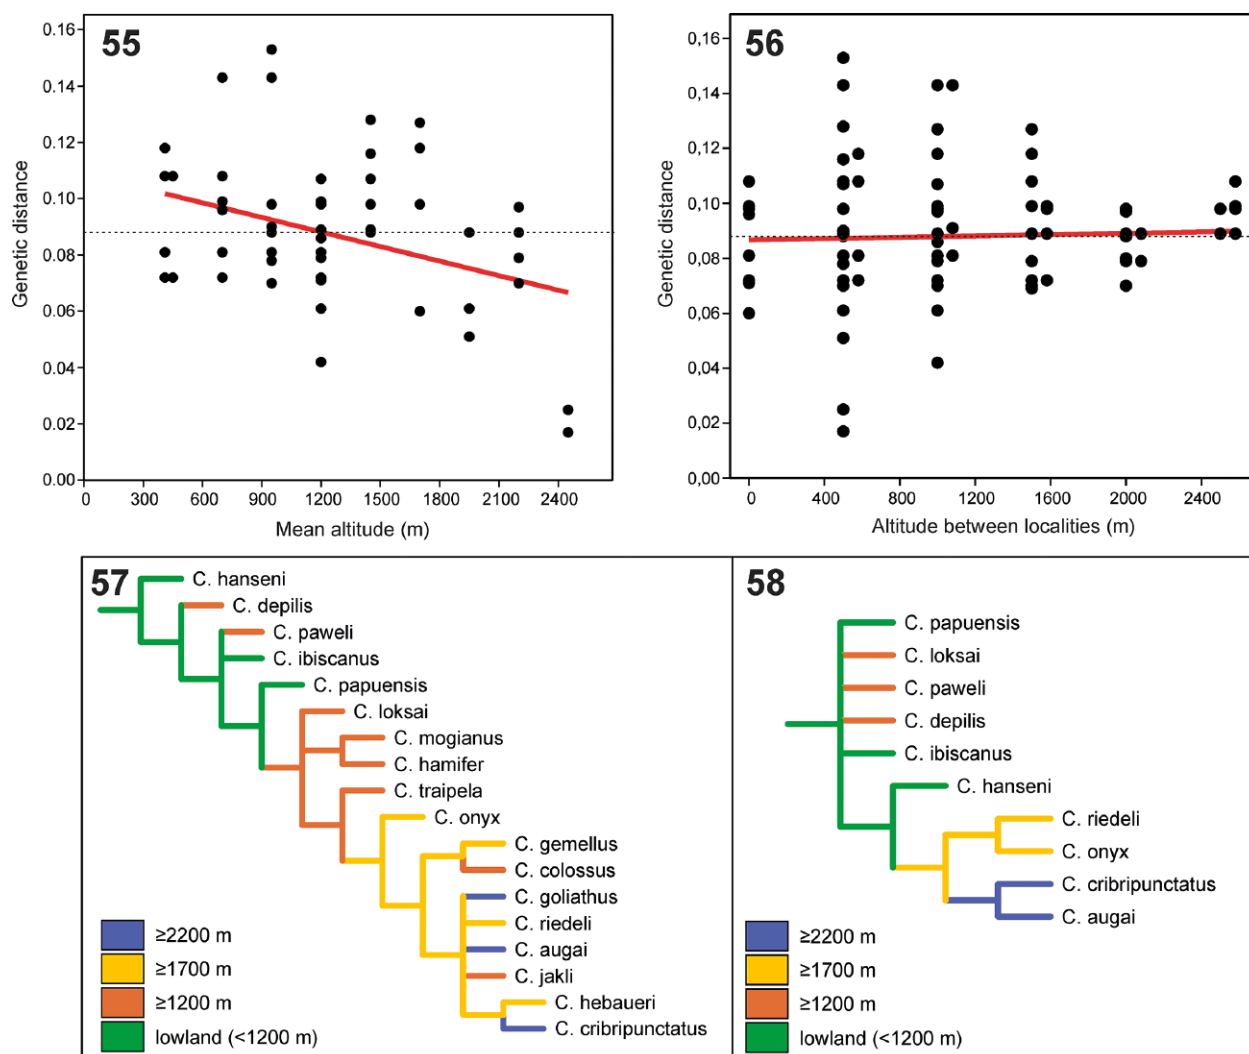 55
0.16
0.14
0.12
0.10
0.08
0.06
0.04
0.02
0.00
Genetic distance
0 300 600 900 1200 1500 1800 2100 2400
Mean altitude (m)
56
0,16
0,14
0,12
0,10
0,08
0,06
0,04
0,02
0,00
Genetic distance
0 400 800 1200 1600 2000 2400
Altitude between localities (m)
57
C. hanseni
C. depilis
C. paweli
C. ibiscanus
C. papuensis
C. loksai
C. mogianus
C. hamifer
C. traipela
C. onyx
C. gemellus
C. colossus
C. goliathus
C. riedeli
C. augai
C. jakli
C. hebaueri
C. cribripunctatus
≥2200 m
≥1700 m
≥1200 m
lowland (<1200 m)
58
C. papuensis
C. loksai
C. paweli
C. depilis
C. ibiscanus
C. hanseni
C. riedeli
C. onyx
C. cribripunctatus
C. augai
≥2200 m
≥1700 m
≥1200 m
lowland (<1200 m)